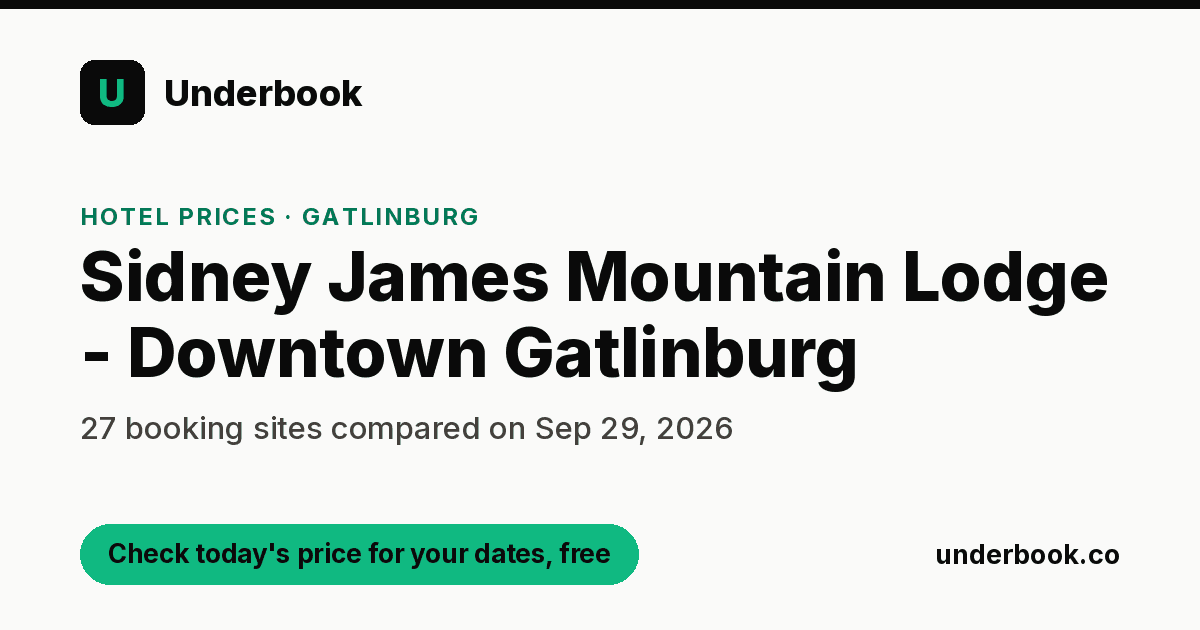 U Underbook
HOTEL PRICES · GATLINBURG
Sidney James Mountain Lodge
- Downtown Gatlinburg
27 booking sites compared on Sep 29, 2026
Check today's price for your dates, free
underbook.co